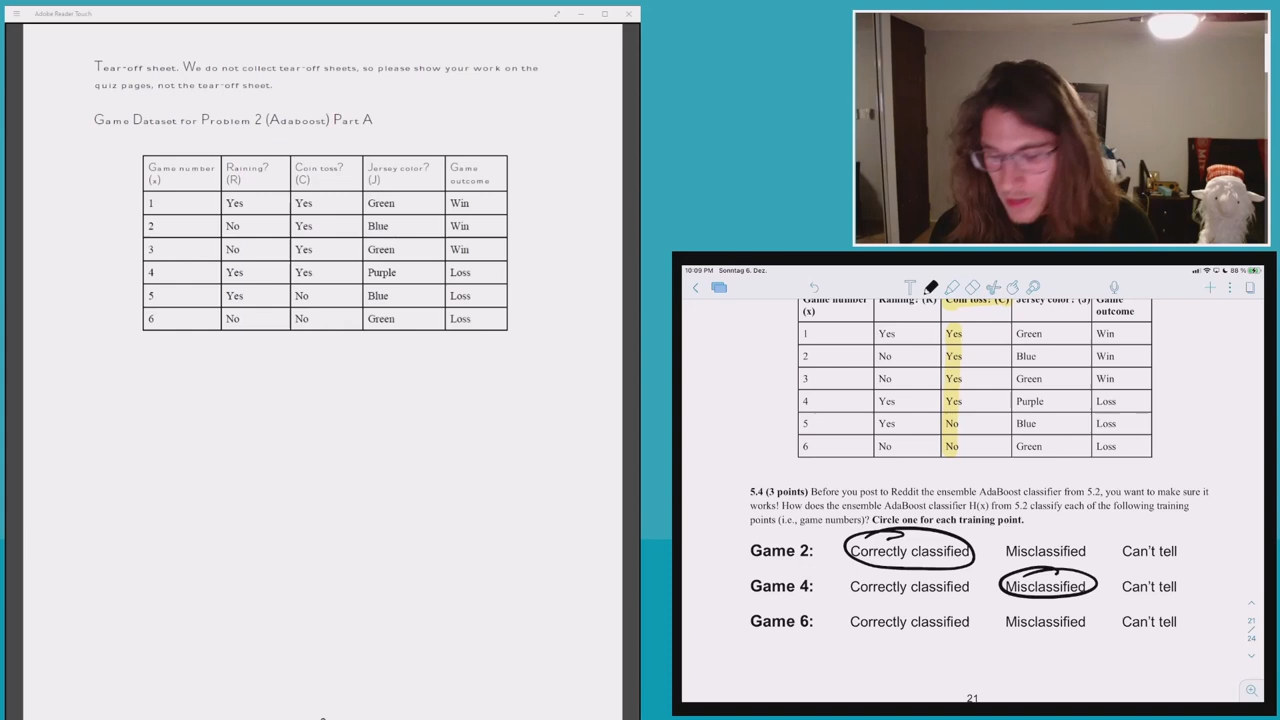 Adobe Reader Touch
Tear-off sheet. We do not collect tear-off sheets, so please show your work on the
quiz pages, not the tear-off sheet.
Game Dataset for Problem 2 (Adaboost) Part A
Game number (x) Raining? (R) Coin toss? (C) Jersey color? (J) Game outcome
1 Yes Yes Green Win
2 No Yes Blue Win
3 No Yes Green Win
4 Yes Yes Purple Loss
5 Yes No Blue Loss
6 No No Green Loss
10:09 PM Sonntag 6. Dez. 88 %
T
Game number (x) Raining? (R) Coin toss? (C) Jersey color? (J) Game outcome
1 Yes Yes Green Win
2 No Yes Blue Win
3 No Yes Green Win
4 Yes Yes Purple Loss
5 Yes No Blue Loss
6 No No Green Loss
5.4 (3 points) Before you post to Reddit the ensemble AdaBoost classifier from 5.2, you want to make sure it
works! How does the ensemble AdaBoost classifier H(x) from 5.2 classify each of the following training
points (i.e., game numbers)? Circle one for each training point.
Game 2: Correctly classified Misclassified Can't tell
Game 4: Correctly classified Misclassified Can't tell
Game 6: Correctly classified Misclassified Can't tell
21
/
24
21